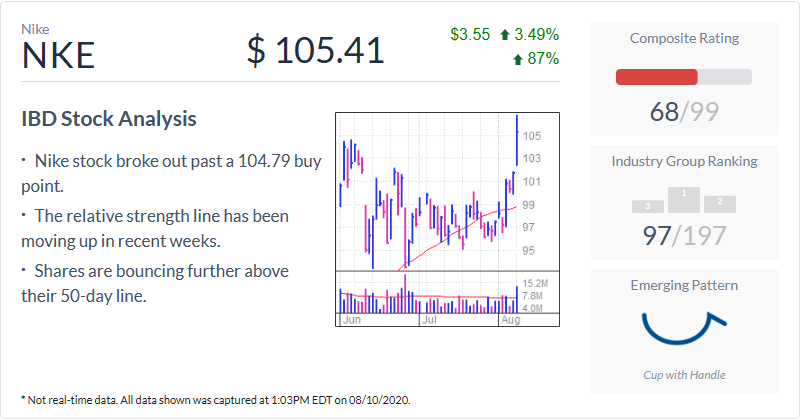 Nike
NKE
$ 105.41
$3.55 3.49%
87%
IBD Stock Analysis
· Nike stock broke out past a 104.79 buy
point.
· The relative strength line has been
moving up in recent weeks.
· Shares are bouncing further above
their 50-day line.
105
103
101
99
97
95
15.2M
7.8M
4.0M
Jun Jul Aug
* Not real-time data. All data shown was captured at 1:03PM EDT on 08/10/2020.
Composite Rating
68/99
Industry Group Ranking
3 1 2
97/197
Emerging Pattern
Cup with Handle